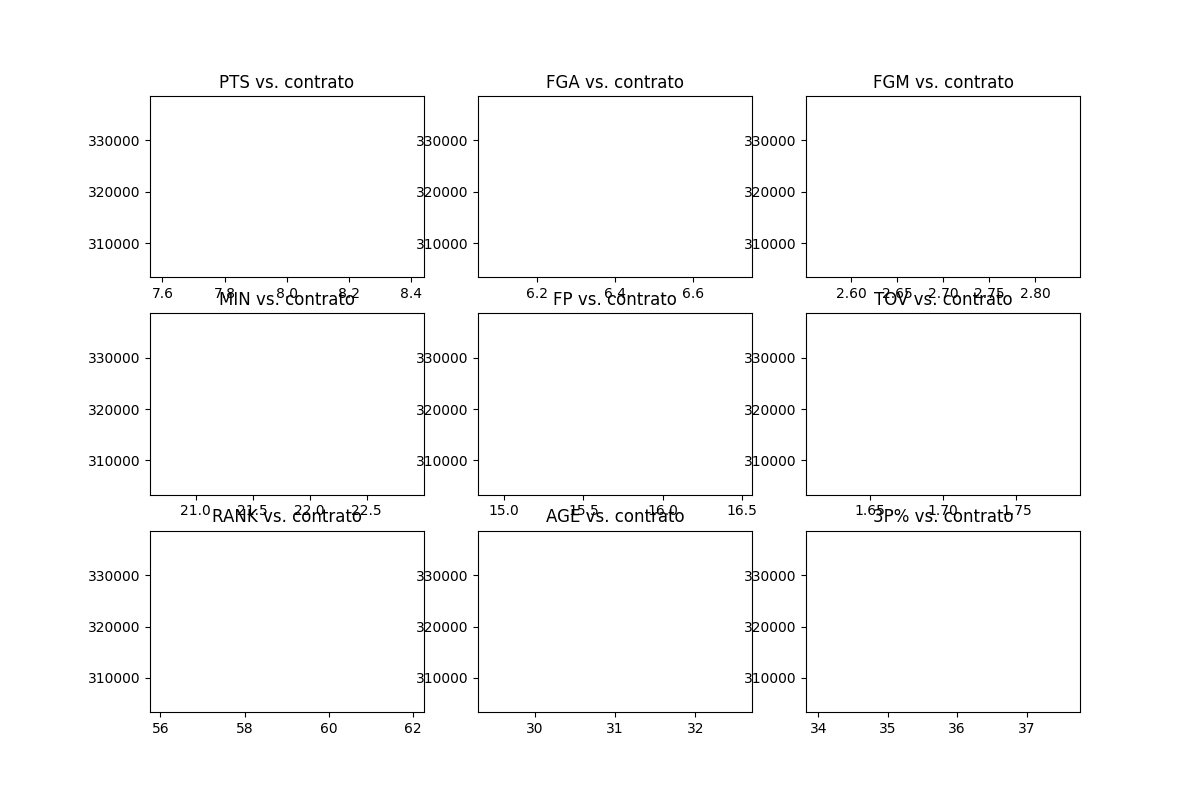 PTS vs. contrato
FGA vs. contrato
FGM vs. contrato
330000
320000
310000
7.6 7.8 8.0 8.2 8.4
330000
320000
310000
6.2 6.4 6.6
330000
320000
310000
2.60 2.65 2.70 2.75 2.80
MIN vs. contrato
FP vs. contrato
TOV vs. contrato
330000
320000
310000
21.0 21.5 22.0 22.5
330000
320000
310000
15.0 15.5 16.0 16.5
330000
320000
310000
1.65 1.70 1.75
RANK vs. contrato
AGE vs. contrato
3P% vs. contrato
330000
320000
310000
56 58 60 62
330000
320000
310000
30 31 32
330000
320000
310000
34 35 36 37